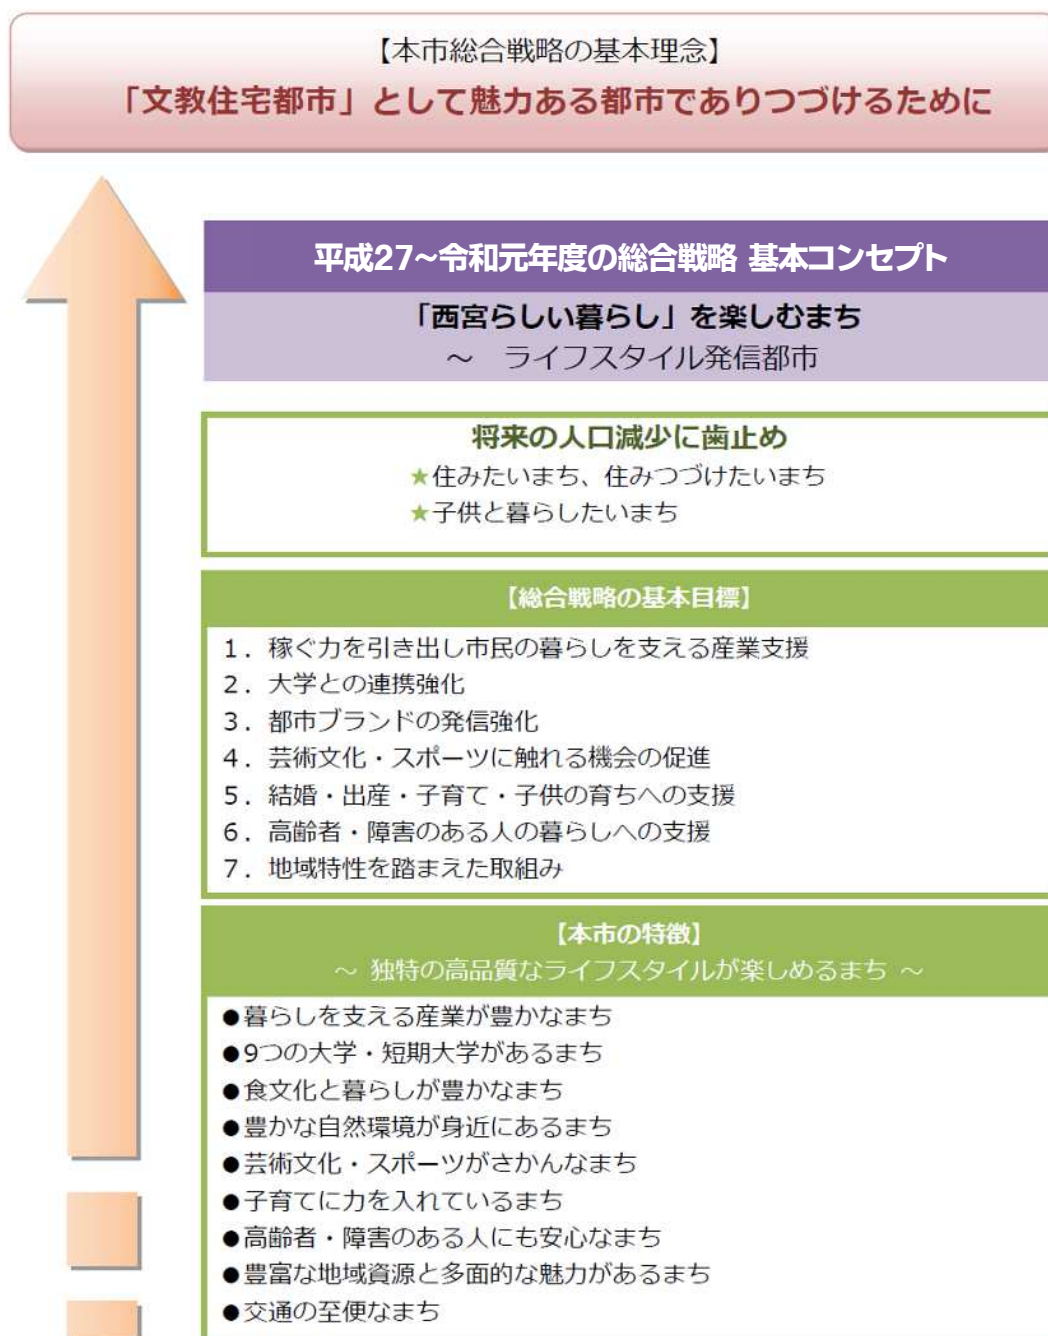 【本市総合戦略の基本理念】
「文教住宅都市」として魅力ある都市でありつづけるために
平成27~令和元年度の総合戦略 基本コンセプト
「西宮らしい暮らし」を楽しむまち
～　ライフスタイル発信都市
将来の人口減少に歯止め
★住みたいまち、住みつづけたいまち
★子供と暮らしたいまち
【総合戦略の基本目標】
1．稼ぐ力を引き出し市民の暮らしを支える産業支援
2．大学との連携強化
3．都市ブランドの発信強化
4．芸術文化・スポーツに触れる機会の促進
5．結婚・出産・子育て・子供の育ちへの支援
6．高齢者・障害のある人の暮らしへの支援
7．地域特性を踏まえた取組み
【本市の特徴】
～ 独特の高品質なライフスタイルが楽しめるまち ～
●暮らしを支える産業が豊かなまち
●9つの大学・短期大学があるまち
●食文化と暮らしが豊かなまち
●豊かな自然環境が身近にあるまち
●芸術文化・スポーツがさかんなまち
●子育てに力を入れているまち
●高齢者・障害のある人にも安心なまち
●豊富な地域資源と多面的な魅力があるまち
●交通の至便なまち